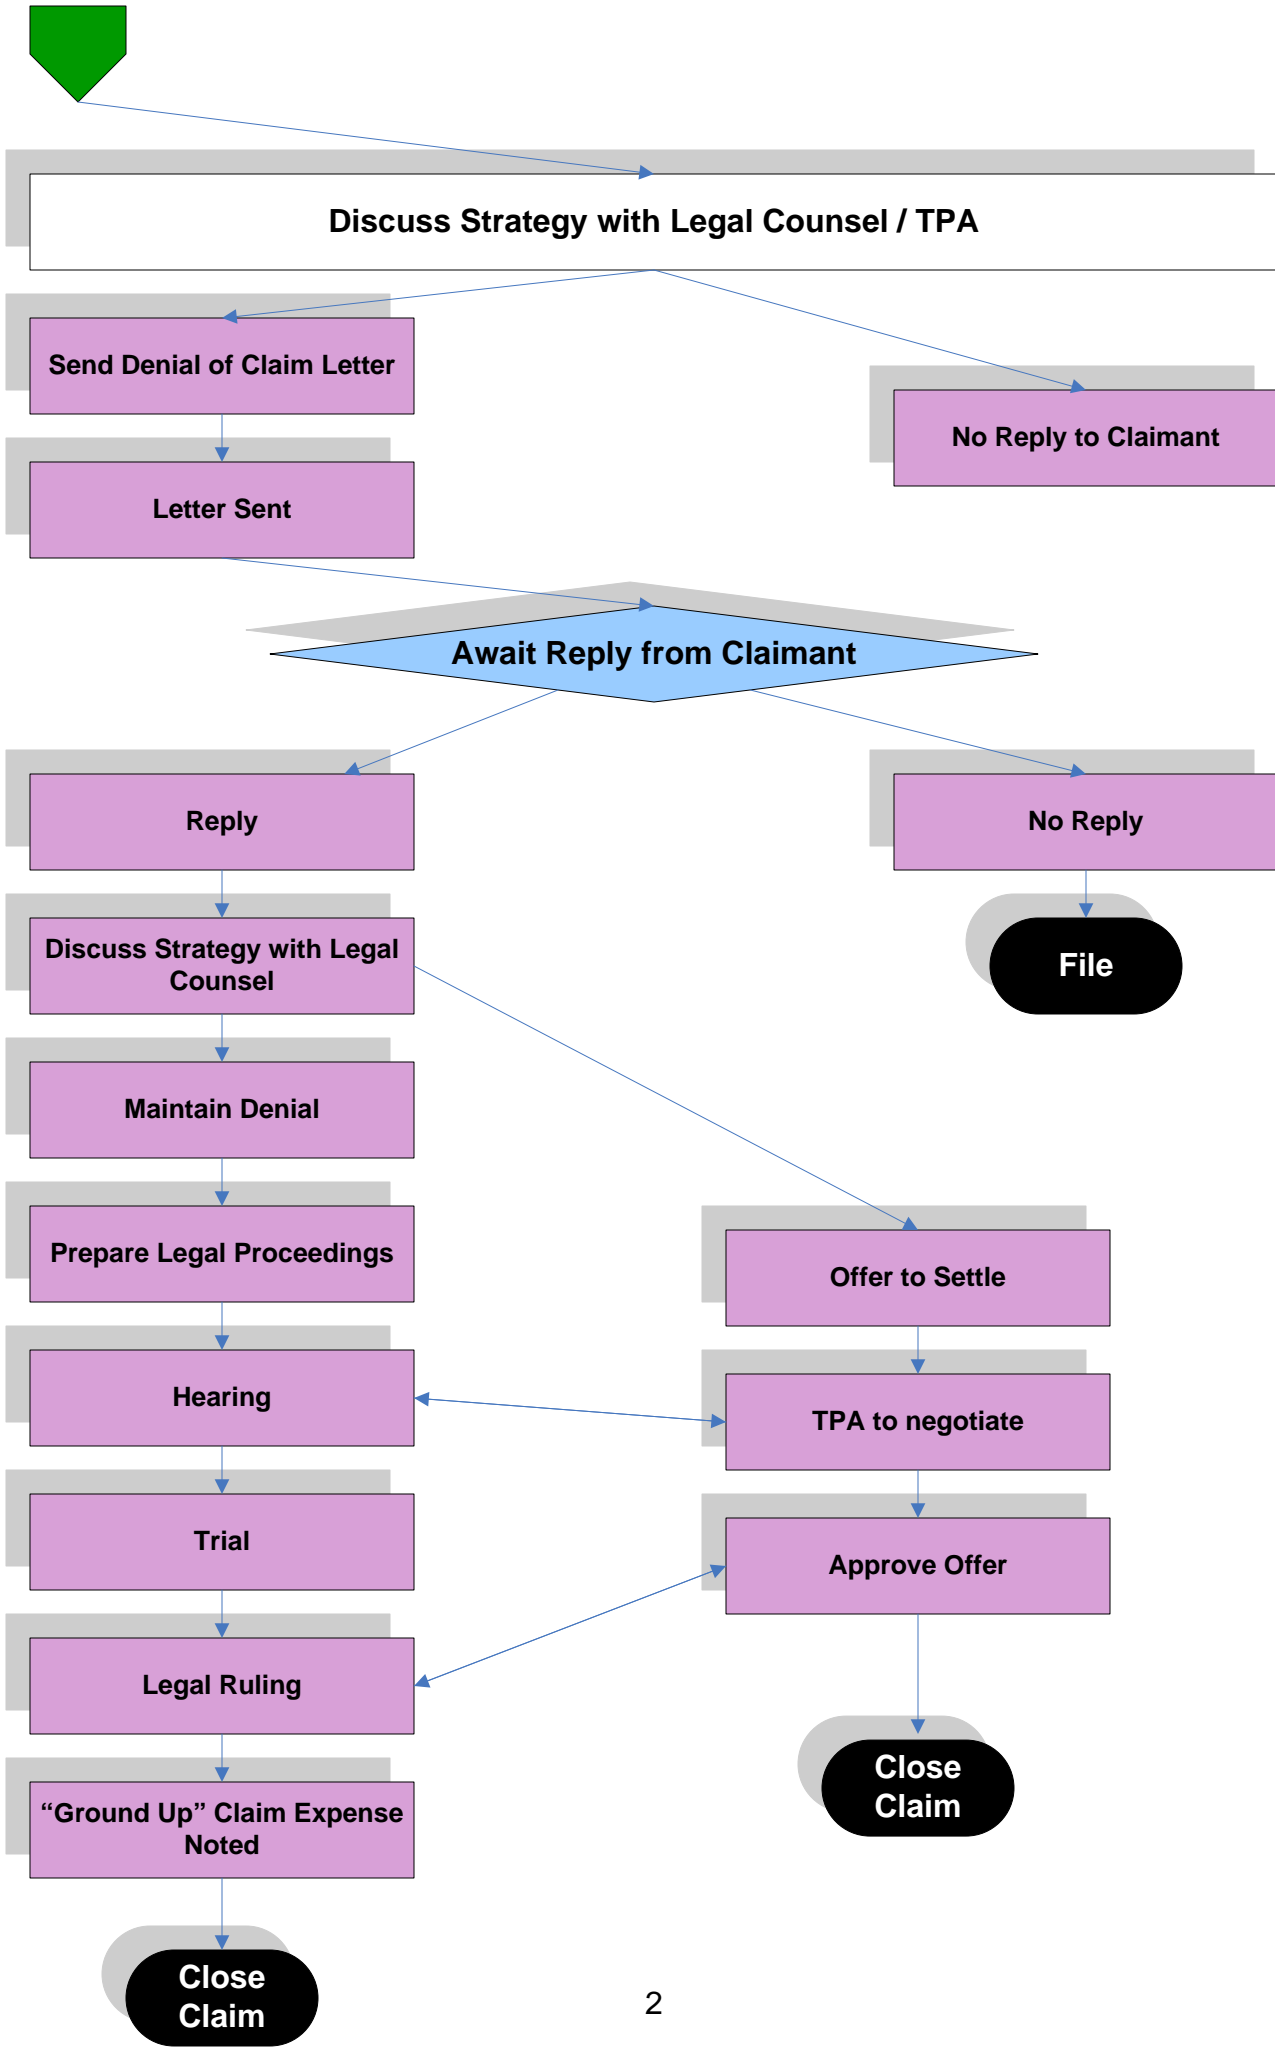 Discuss Strategy with Legal Counsel / TPA
Send Denial of Claim Letter
No Reply to Claimant
Letter Sent
Await Reply from Claimant
Reply
No Reply
Discuss Strategy with Legal
Counsel
File
Maintain Denial
Prepare Legal Proceedings
Offer to Settle
Hearing
TPA to negotiate
Trial
Approve Offer
Legal Ruling
Close
Claim
“Ground Up” Claim Expense
Noted
Close
Claim
2